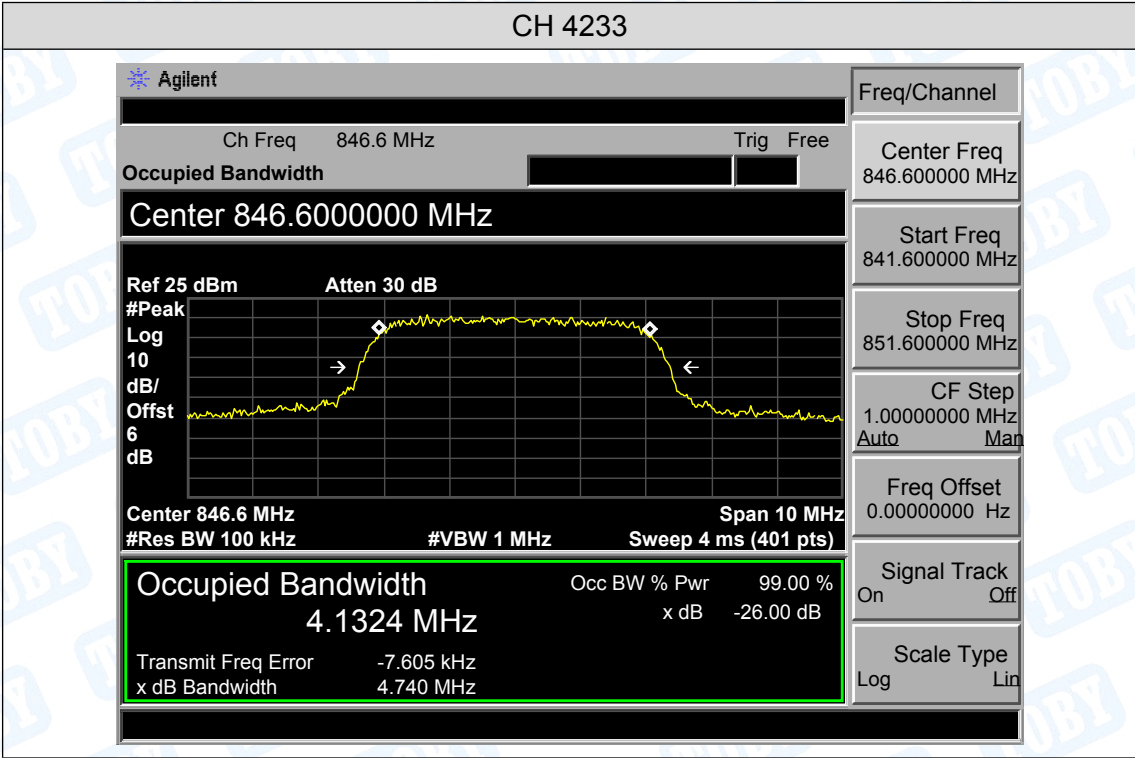 CH 4233
Agilent
Freq/Channel
Ch Freq 846.6 MHz Trig Free
Occupied Bandwidth
Center 846.6000000 MHz
Ref 25 dBm Atten 30 dB
#Peak
Log
10
dB/
Offst
6
dB
Center 846.6 MHz Span 10 MHz
#Res BW 100 kHz #VBW 1 MHz Sweep 4 ms (401 pts)
Occupied Bandwidth Occ BW % Pwr 99.00 %
4.1324 MHz x dB -26.00 dB
Transmit Freq Error -7.605 kHz
x dB Bandwidth 4.740 MHz
Center Freq
846.600000 MHz
Start Freq
841.600000 MHz
Stop Freq
851.600000 MHz
CF Step
1.00000000 MHz
Auto Man
Freq Offset
0.00000000 Hz
Signal Track
On Off
Scale Type
Log Lin
TOBY